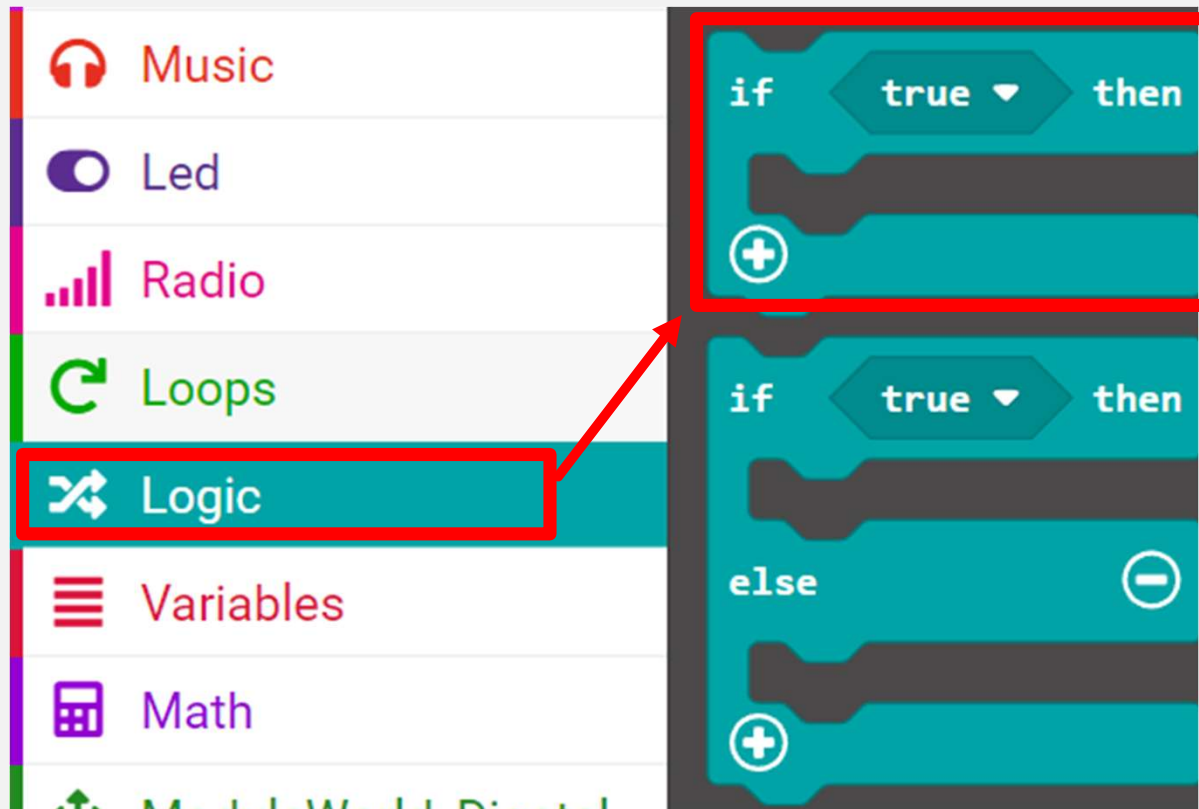 Music
Led
Radio
Loops
Logic
Variables
Math
if true then
if true then
else